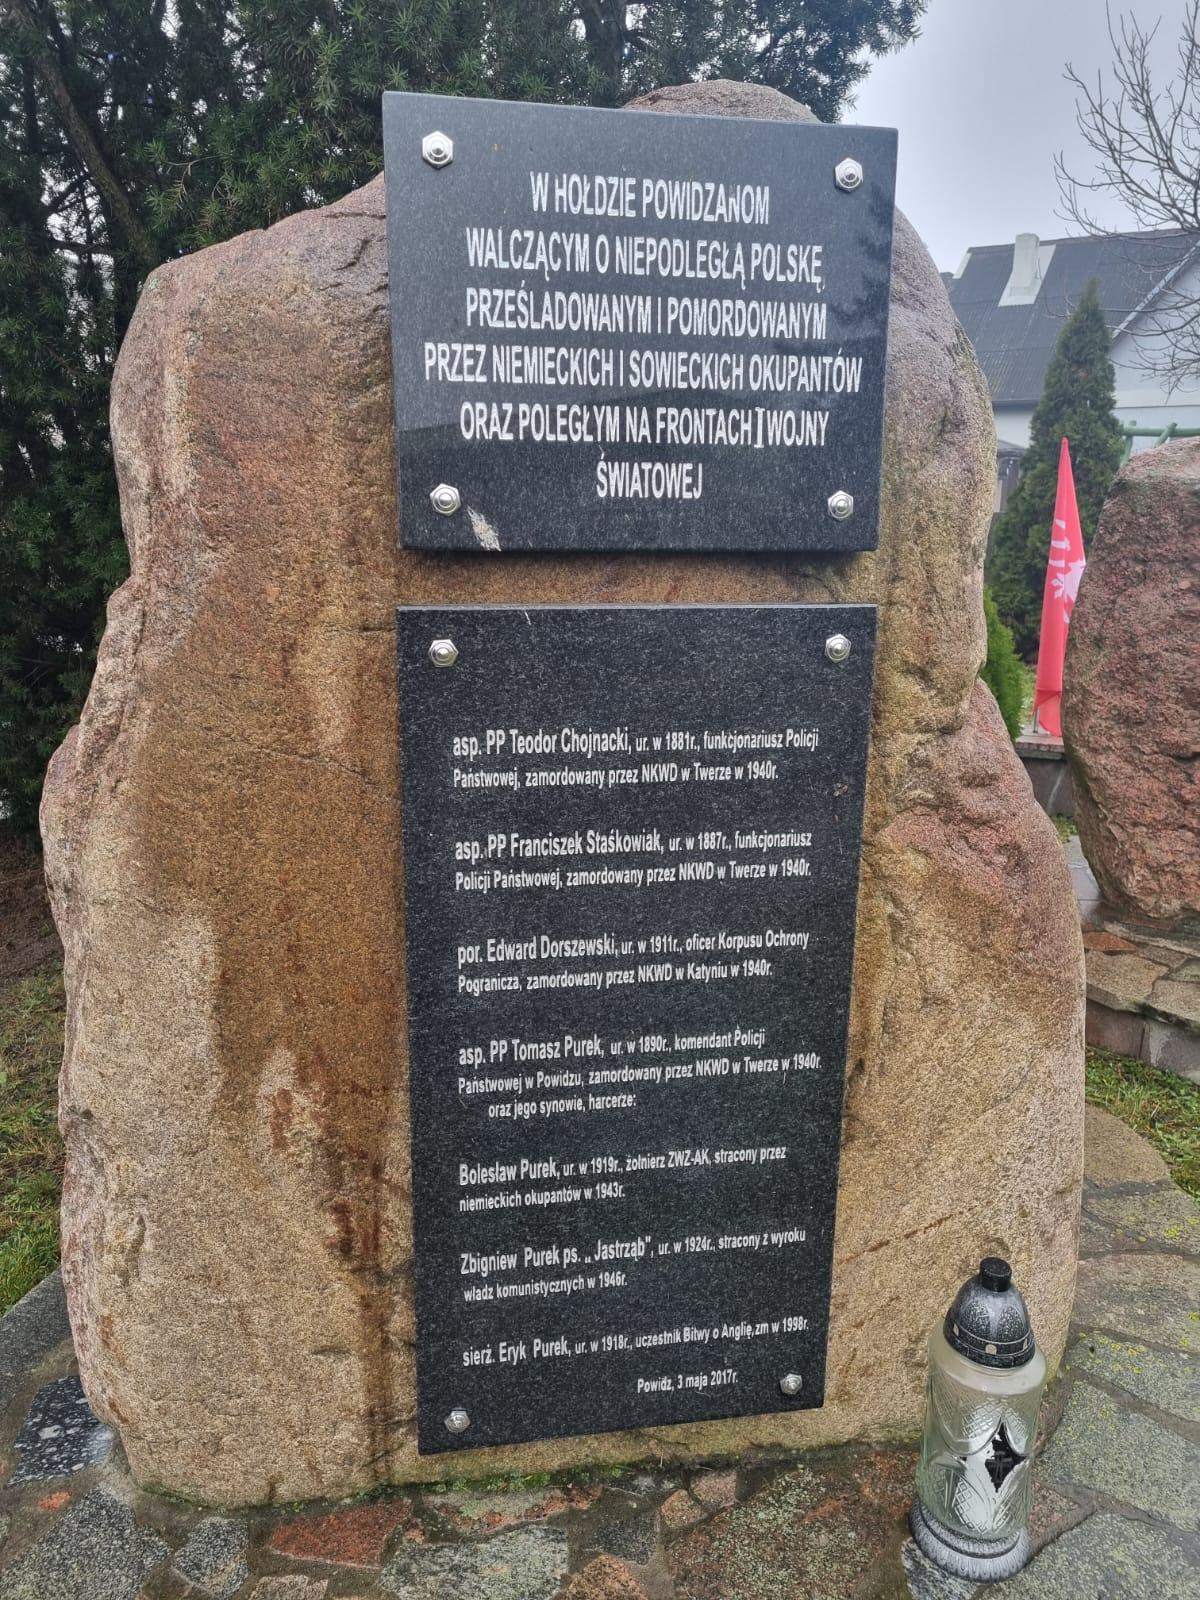 W HOŁDZIE POWIDZANOM
WALCZĄCYM O NIEPODLEGŁĄ POLSKĘ,
PRZEŚLADOWANYM I POMORDOWANYM
PRZEZ NIEMIECKICH I SOWIECKICH OKUPANTÓW
ORAZ POLEGŁYM NA FRONTACH I WOJNY
ŚWIATOWEJ
asp. PP Teodor Chojnacki, ur. w 1881r., funkcjonariusz Policji
Państwowej, zamordowany przez NKWD w Twerze w 1940r.
asp. PP Franciszek Staśkowiak, ur. w 1887r., funkcjonariusz
Policji Państwowej, zamordowany przez NKWD w Twerze w 1940r.
por. Edward Dorszewski, ur. w 1911r., oficer Korpusu Ochrony
Pogranicza, zamordowany przez NKWD w Katyniu w 1940r.
asp. PP Tomasz Purek, ur. w 1890r., komendant Policji
Państwowej w Powidzu, zamordowany przez NKWD w Twerze w 1940r.
oraz jego synowie, harcerze:
Bolesław Purek, ur. w 1919r., żołnierz ZWZ-AK, stracony przez
niemieckich okupantów w 1943r.
Zbigniew Purek ps. „Jastrząb", ur. w 1924r., stracony z wyroku
władz komunistycznych w 1946r.
sierż. Eryk Purek, ur. w 1918r., uczestnik Bitwy o Anglię,zm w 1998r.
Powidz, 3 maja 2017r.